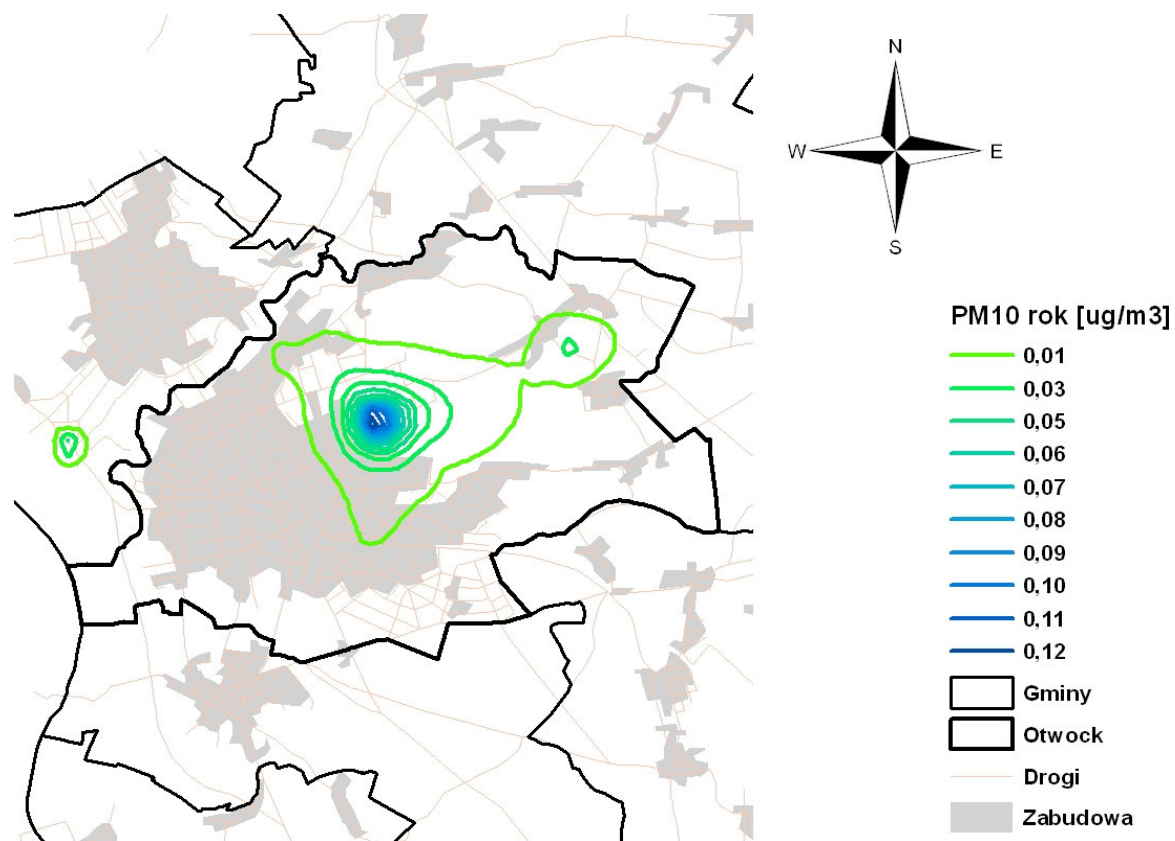 N
W E
S
PM10 rok [ug/m3]
0,01
0,03
0,05
0,06
0,07
0,08
0,09
0,10
0,11
0,12
Gminy
Otwock
Drogi
Zabudowa